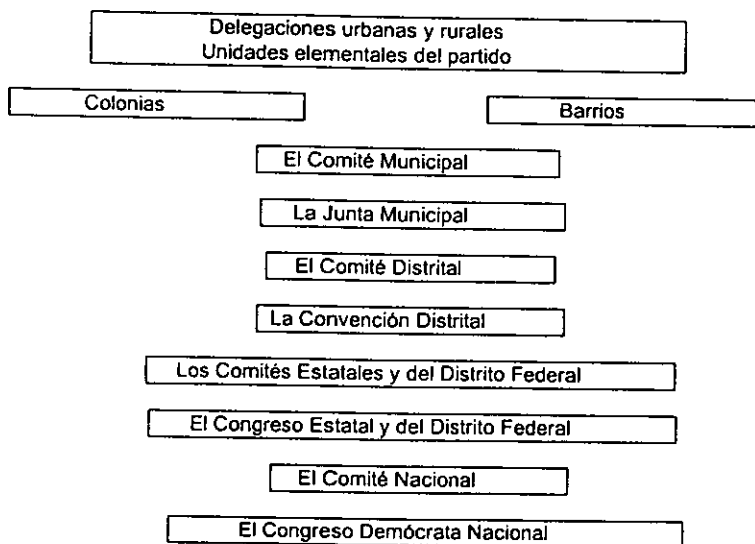 Delegaciones urbanas y rurales
Unidades elementales del partido
Colonias
Barrios
El Comité Municipal
La Junta Municipal
El Comité Distrital
La Convención Distrital
Los Comités Estatales y del Distrito Federal
El Congreso Estatal y del Distrito Federal
El Comité Nacional
El Congreso Demócrata Nacional